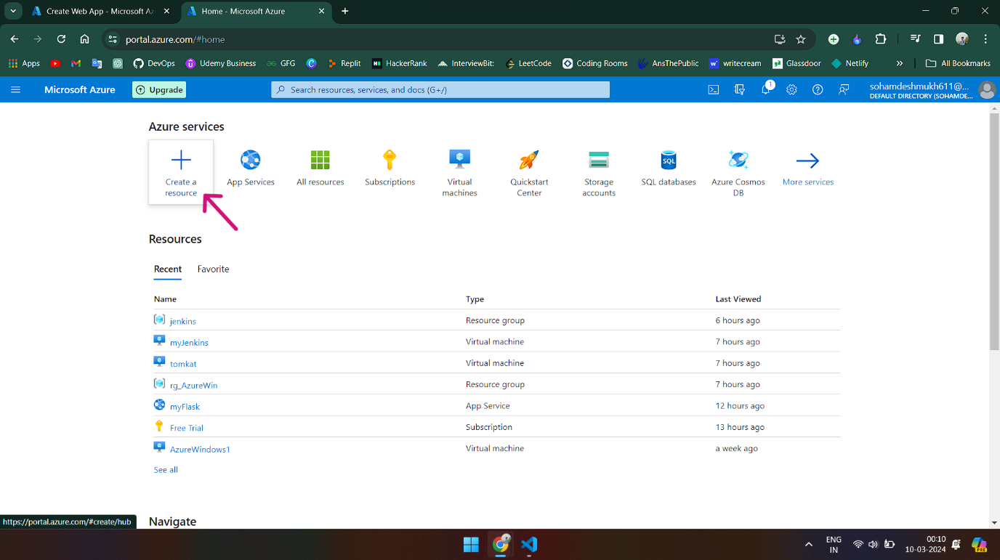 Create Web App - Microsoft Az
Home - Microsoft Azure
portal.azure.com/#home
Apps
DevOps
Udemy Business
GFG
Replit
HackerRank
InterviewBit:
LeetCode
Coding Rooms
AnsThePublic
writecream
Glassdoor
Netlify
»
All Bookmarks
Microsoft Azure
Upgrade
Search resources, services, and docs (G+/)
1
sohamdeshmukh611@...
DEFAULT DIRECTORY (SOHAMDE...
Azure services
Create a
resource
App Services
All resources
Subscriptions
Virtual
machines
Quickstart
Center
Storage
accounts
SQL
SQL databases
Azure Cosmos
DB
More services
Resources
Recent
Favorite
Name
Type
Last Viewed
jenkins
Resource group
6 hours ago
myJenkins
Virtual machine
7 hours ago
tomkat
Virtual machine
7 hours ago
rg_AzureWin
Resource group
7 hours ago
myFlask
App Service
12 hours ago
Free Trial
Subscription
13 hours ago
AzureWindows1
Virtual machine
a week ago
See all
Navigate
https://portal.azure.com/#create/hub
ENG
IN
00:10
10-03-2024
PRE